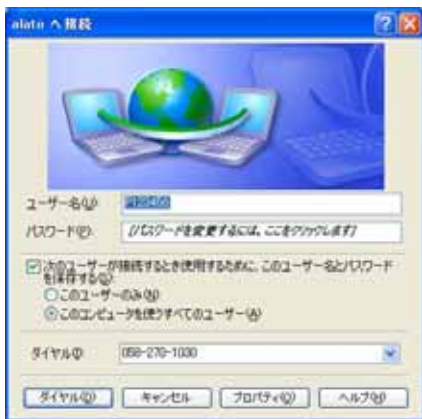 alato へ接続
ユーザー名(U):
パスワード(P): [パスワードを変更するには、ここをクリックします]
次のユーザーが接続するとき使用するために、このユーザー名とパスワード
を保存する(S):
このユーザーのみ(N)
このコンピュータを使うすべてのユーザー(A)
ダイヤル(I): 058-270-1030
ダイヤル(D) キャンセル プロパティ(O) ヘルプ(H)